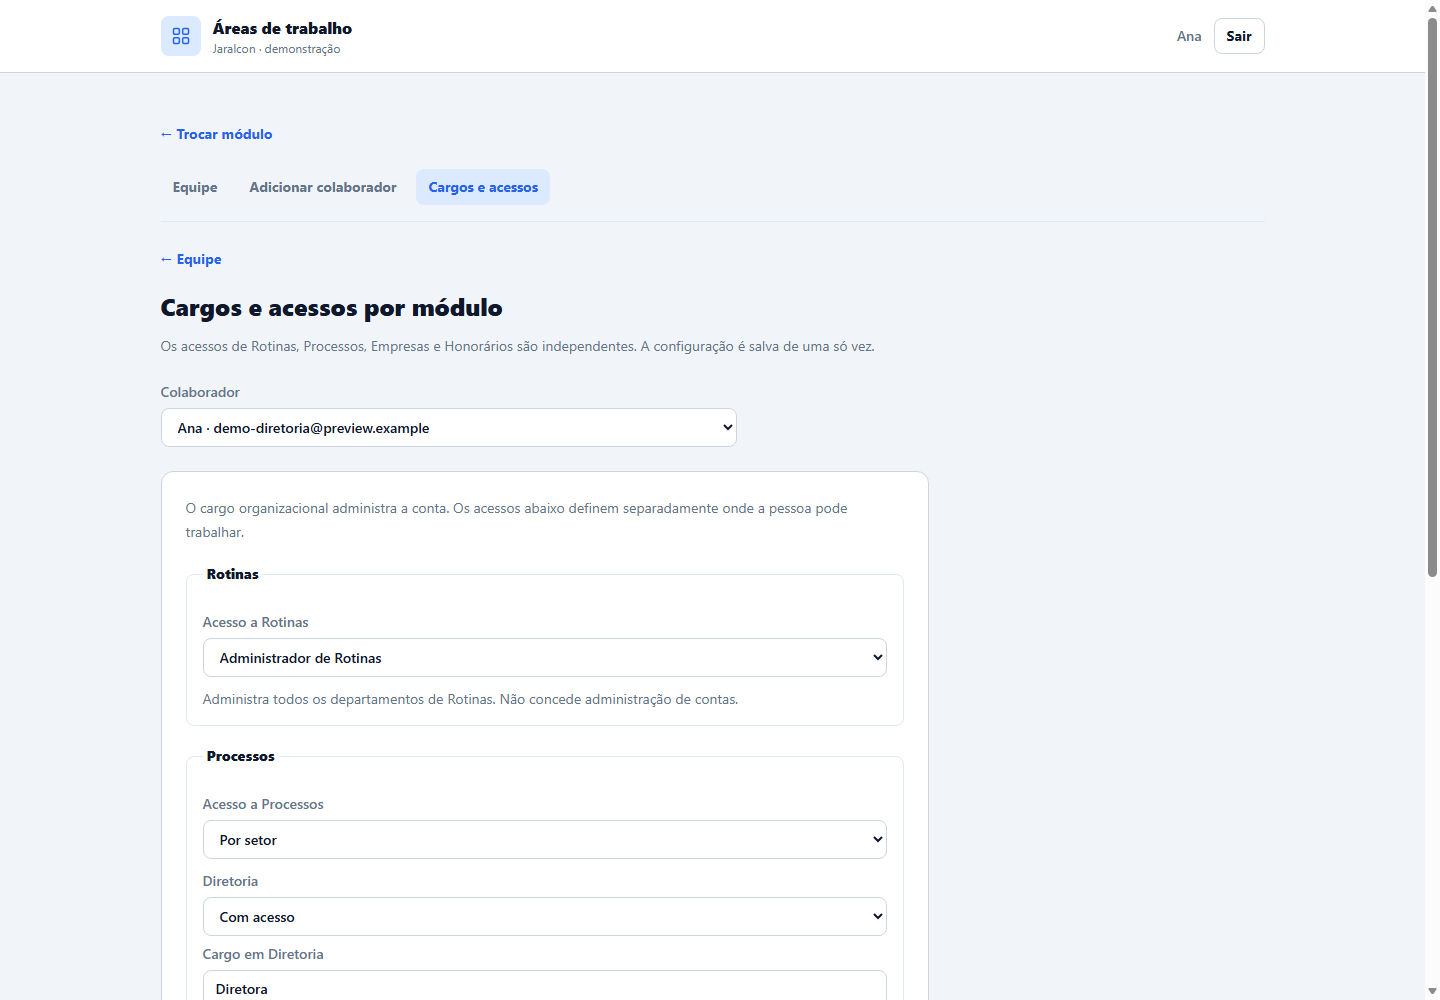 Áreas de trabalho
Jaralcon · demonstração
Ana
Sair
← Trocar módulo
Equipe
Adicionar colaborador
Cargos e acessos
← Equipe
Cargos e acessos por módulo
Os acessos de Rotinas, Processos, Empresas e Honorários são independentes. A configuração é salva de uma só vez.
Colaborador
Ana · demo-diretoria@preview.example
O cargo organizacional administra a conta. Os acessos abaixo definem separadamente onde a pessoa pode
trabalhar.
Rotinas
Acesso a Rotinas
Administrador de Rotinas
Administra todos os departamentos de Rotinas. Não concede administração de contas.
Processos
Acesso a Processos
Por setor
Diretoria
Com acesso
Cargo em Diretoria
Diretora